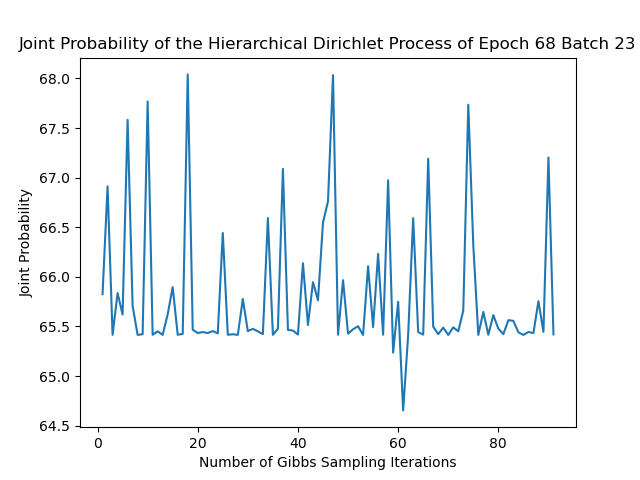 Joint Probability of the Hierarchical Dirichlet Process of Epoch 68 Batch 23
68.0
67.5
67.0
66.5
66.0
65.5
65.0
64.5
Joint Probability
0 20 40 60 80
Number of Gibbs Sampling Iterations